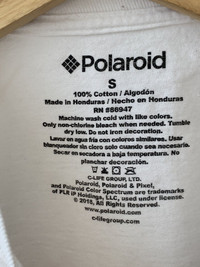 Polaroid
S
100% Cotton / Algodón
Made in Honduras / Hecho en Honduras
RN #86947
Machine wash cold with like colors.
Only non-chlorine bleach when needed. Tumble
dry low. Do not iron decoration.
Lavar en agua fría con colores similares. Usar
blanqueador sin cloro solo cuando sea necesario.
Secar en secadora a baja temperatura. No
planchar decoración.
C-LIFE GROUP, LTD.
Polaroid, Polaroid & Pixel,
and Polaroid Color Spectrum are trademarks
of PLR IP Holdings, LLC, used under license.
© 2018, All Rights Reserved.
www.polaroid.com
c-lifegroup.com